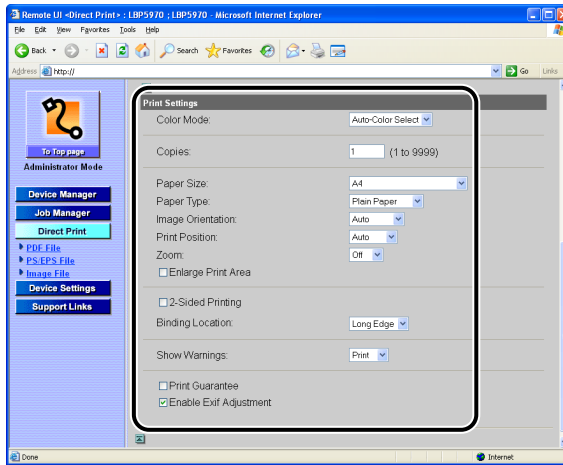 Remote UI <Direct Print> : LBP5970 ; LBP5970 - Microsoft Internet Explorer
File Edit View Favorites Tools Help
Back Search Favorites
Address http:// Go Links
To Top page
Administrator Mode
Device Manager
Job Manager
Direct Print
PDF File
PS/EPS File
Image File
Device Settings
Support Links
Print Settings
Color Mode: Auto-Color Select
Copies: 1 (1 to 9999)
Paper Size: A4
Paper Type: Plain Paper
Image Orientation: Auto
Print Position: Auto
Zoom: Off
Enlarge Print Area
2-Sided Printing
Binding Location: Long Edge
Show Warnings: Print
Print Guarantee
Enable Exif Adjustment
Done Internet